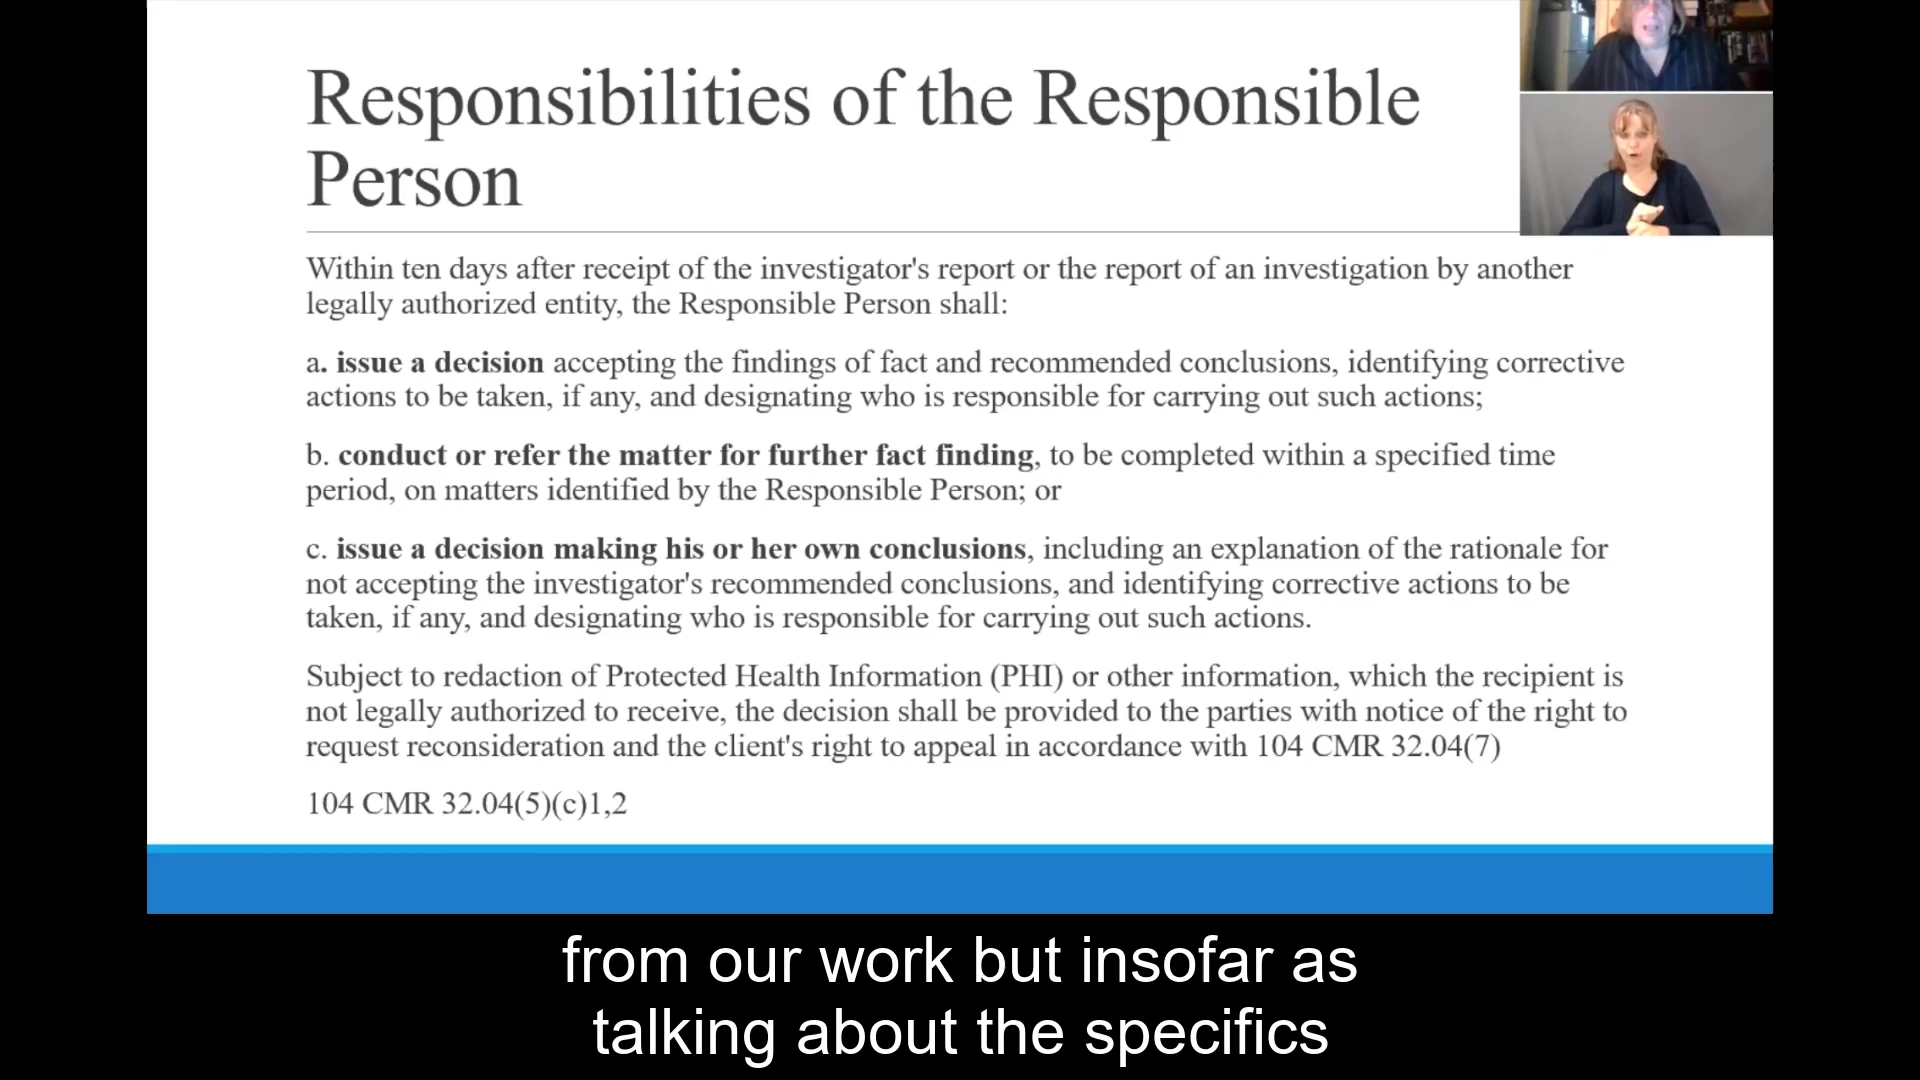 Responsibilities of the Responsible
Person
Within ten days after receipt of the investigator's report or the report of an investigation by another
legally authorized entity, the Responsible Person shall:
a. issue a decision accepting the findings of fact and recommended conclusions, identifying corrective
actions to be taken, if any, and designating who is responsible for carrying out such actions;
b. conduct or refer the matter for further fact finding, to be completed within a specified time
period, on matters identified by the Responsible Person; or
c. issue a decision making his or her own conclusions, including an explanation of the rationale for
not accepting the investigator's recommended conclusions, and identifying corrective actions to be
taken, if any, and designating who is responsible for carrying out such actions.
Subject to redaction of Protected Health Information (PHI) or other information, which the recipient is
not legally authorized to receive, the decision shall be provided to the parties with notice of the right to
request reconsideration and the client's right to appeal in accordance with 104 CMR 32.04(7)
104 CMR 32.04(5)(c)1,2
from our work but insofar as
talking about the specifics